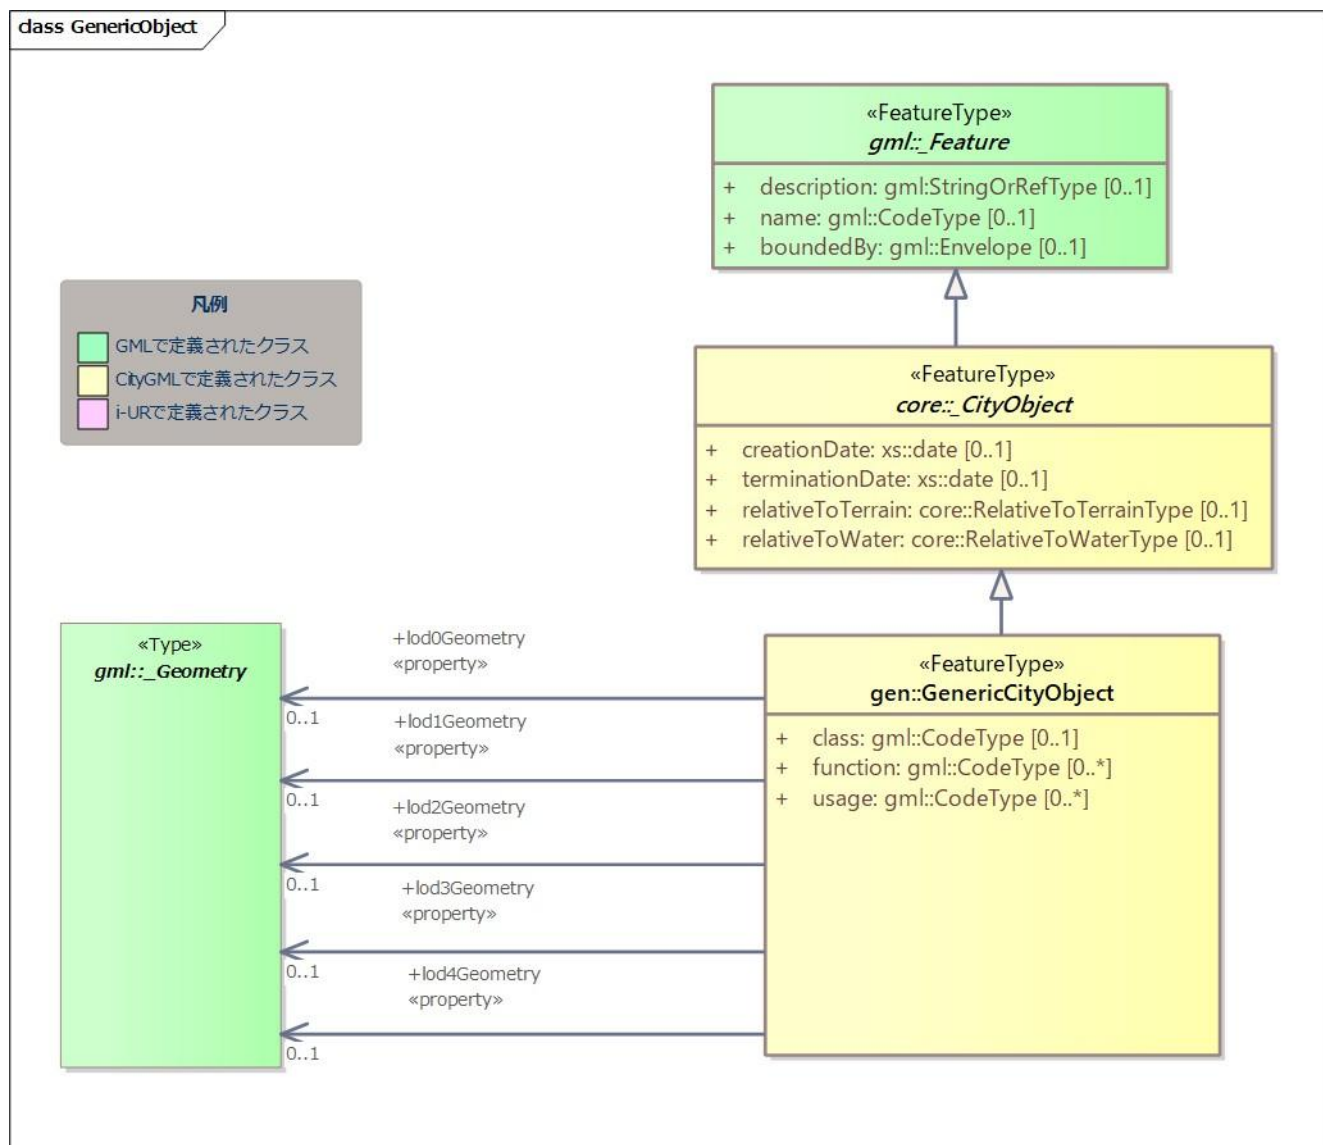 class GenericObject
«FeatureType»
gml::_Feature
+ description: gml:StringOrRefType [0..1]
+ name: gml::CodeType [0..1]
+ boundedBy: gml::Envelope [0..1]
凡例
GMLで定義されたクラス
CityGMLで定義されたクラス
i-URで定義されたクラス
«FeatureType»
core::_CityObject
+ creationDate: xs::date [0..1]
+ terminationDate: xs::date [0..1]
+ relativeToTerrain: core::RelativeToTerrainType [0..1]
+ relativeToWater: core::RelativeToWaterType [0..1]
«Type»
gml::_Geometry
+lod0Geometry
«property»
0..1
+lod1Geometry
«property»
0..1
+lod2Geometry
«property»
0..1
+lod3Geometry
«property»
0..1
+lod4Geometry
«property»
0..1
«FeatureType»
gen::GenericCityObject
+ class: gml::CodeType [0..1]
+ function: gml::CodeType [0..*]
+ usage: gml::CodeType [0..*]